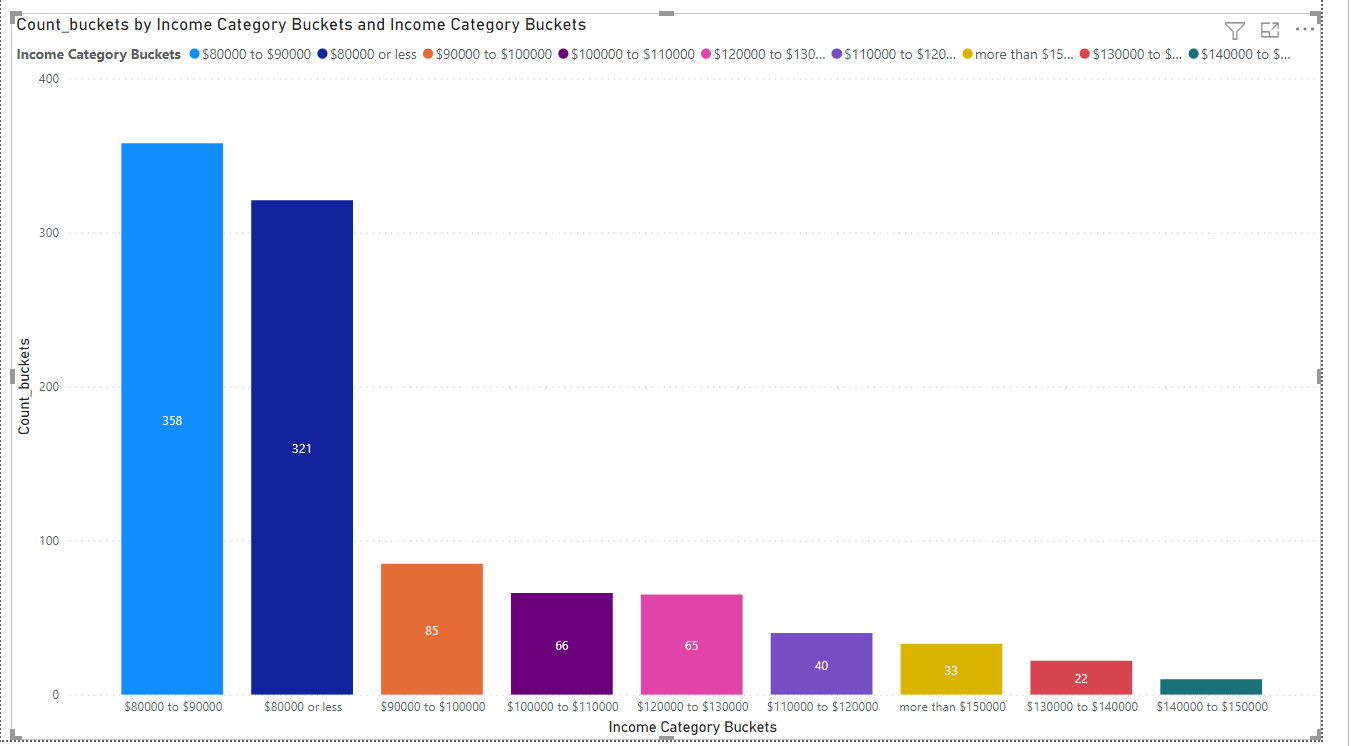 Count_buckets by Income Category Buckets and Income Category Buckets
Income Category Buckets $80000 to $90000 $80000 or less $90000 to $100000 $100000 to $110000 $120000 to $130... $110000 to $120... more than $15... $130000 to $... $140000 to $...
400
300
200
100
0
Count_buckets
358
321
85
66
65
40
33
22
$80000 to $90000 $80000 or less $90000 to $100000 $100000 to $110000 $120000 to $130000 $110000 to $120000 more than $150000 $130000 to $140000 $140000 to $150000
Income Category Buckets